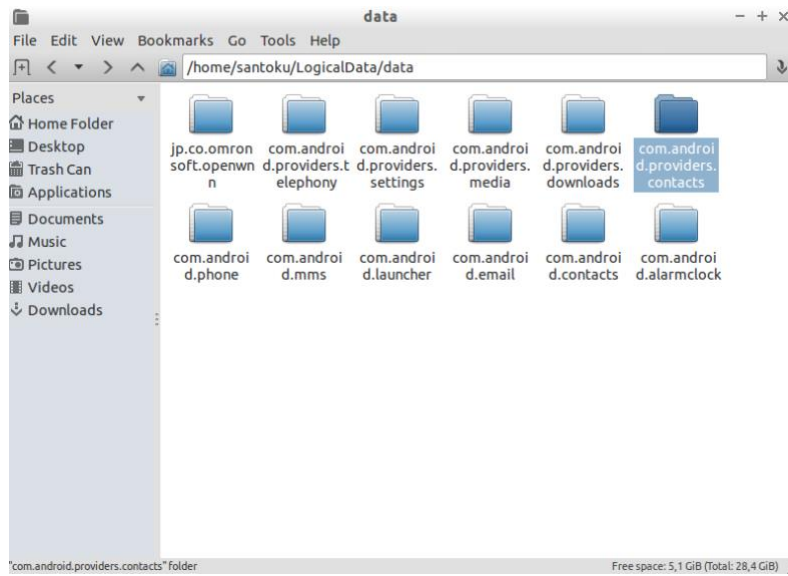 data
File Edit View Bookmarks Go Tools Help
/home/santoku/LogicalData/data
Places
Home Folder
Desktop
Trash Can
Applications
Documents
Music
Pictures
Videos
Downloads
jp.co.omron
soft.openwn
n
com.androi
d.providers.t
elephony
com.androi
d.providers.
settings
com.androi
d.providers.
media
com.androi
d.providers.
downloads
com.androi
d.providers.
contacts
com.androi
d.phone
com.androi
d.mms
com.androi
d.launcher
com.androi
d.email
com.androi
d.contacts
com.androi
d.alarmclock
"com.android.providers.contacts" folder
Free space: 5,1 GiB (Total: 28,4 GiB)